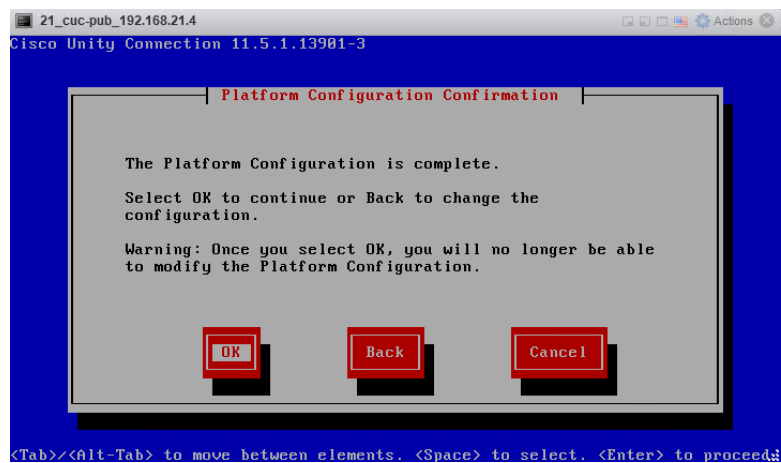 21_cuc-pub_192.168.21.4
Actions
Cisco Unity Connection 11.5.1.13901-3
Platform Configuration Confirmation
The Platform Configuration is complete.
Select OK to continue or Back to change the
configuration.
Warning: Once you select OK, you will no longer be able
to modify the Platform Configuration.
OK Back Cancel
<Tab>/<Alt-Tab> to move between elements. <Space> to select. <Enter> to proceed